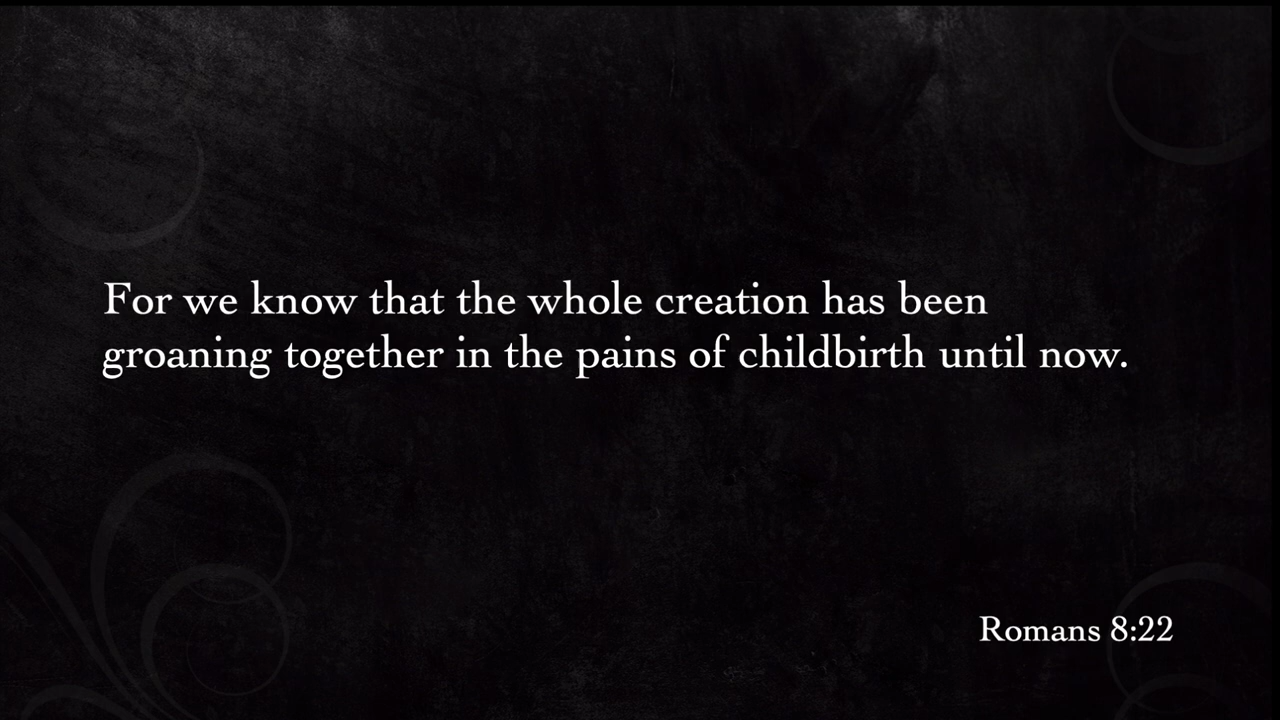 For we know that the whole creation has been
groaning together in the pains of childbirth until now.
Romans 8:22